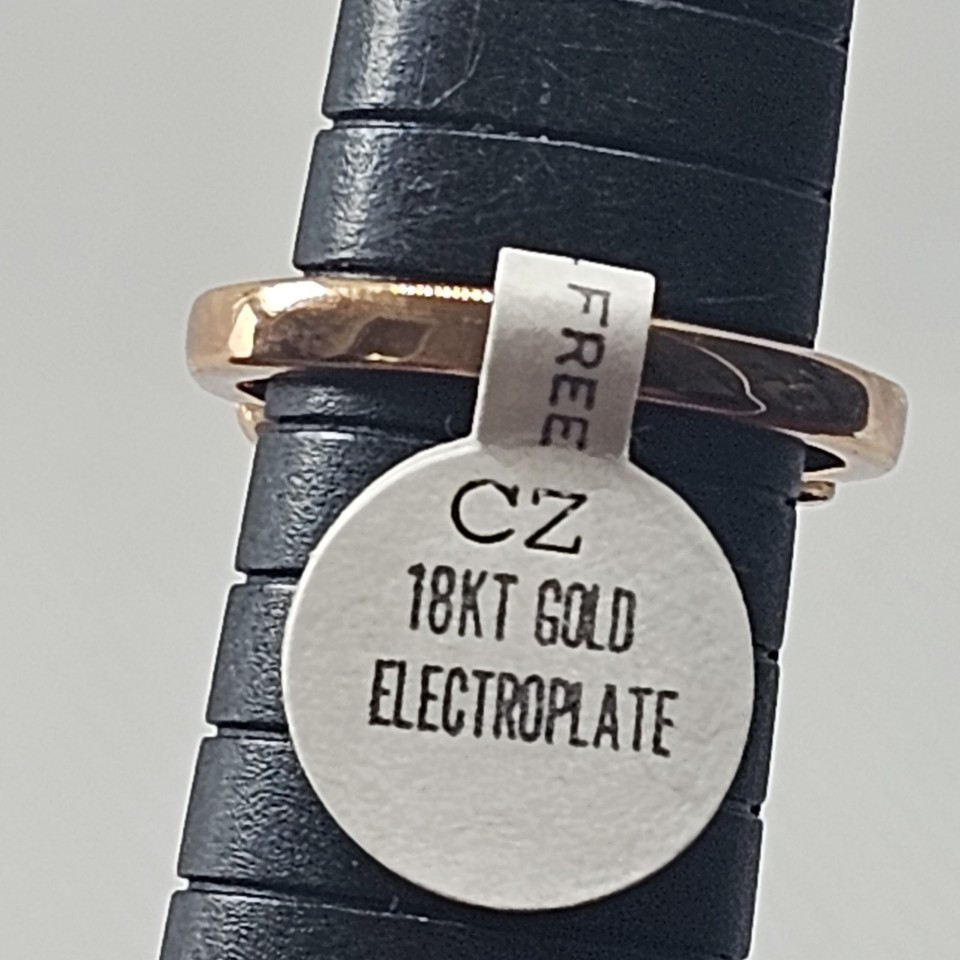 FREE
CZ
18KT GOLD
ELECTROPLATE